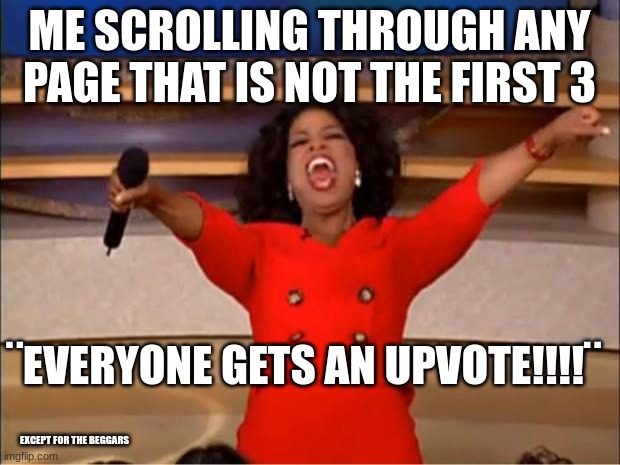 ME SCROLLING THROUGH ANY
PAGE THAT IS NOT THE FIRST 3
¨EVERYONE GETS AN UPVOTE!!!!¨
EXCEPT FOR THE BEGGARS
imgflip.com